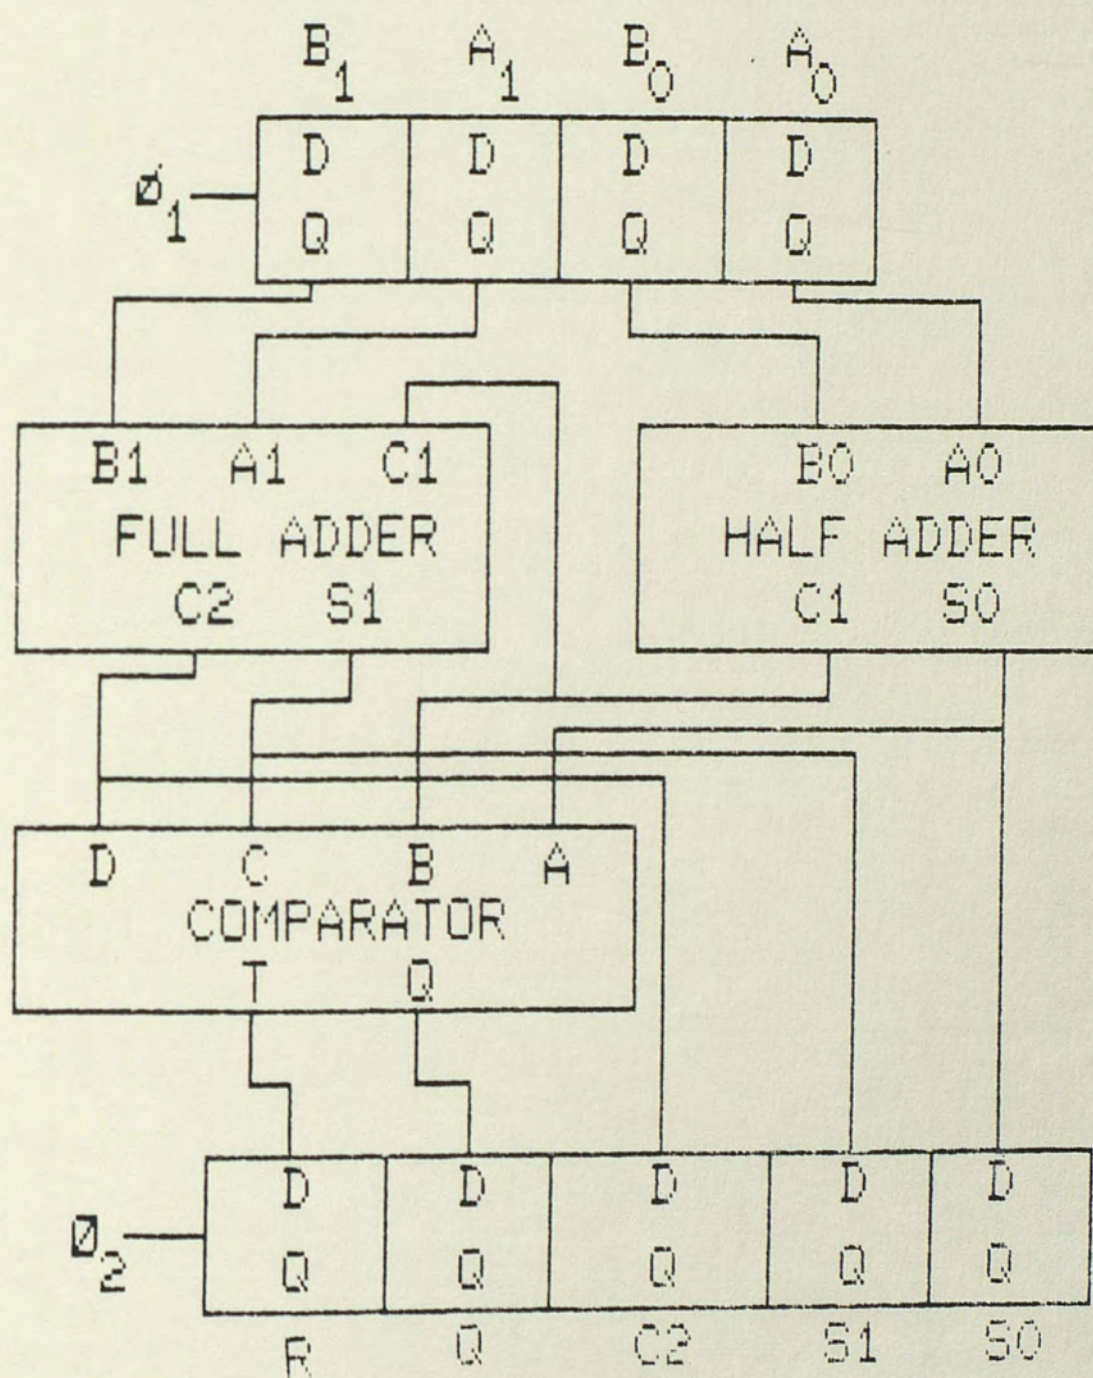 B1 A1 B0 A0
D D D D
Ø1
Q Q Q Q
B1 A1 C1
FULL ADDER
C2 S1
B0 A0
HALF ADDER
C1 S0
D C B A
COMPARATOR
T Q
D D D D D
Ø2
Q Q Q Q Q
R Q C2 S1 S0